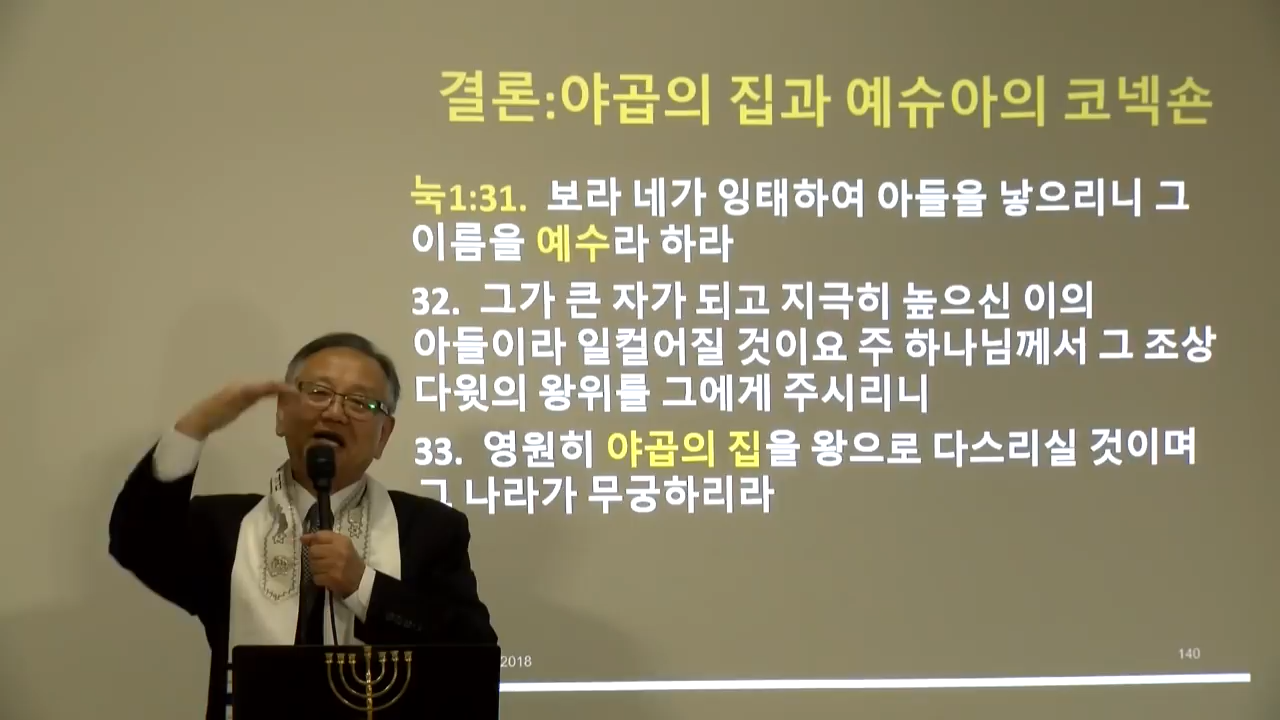 결론:야곱의 집과 예슈아의 코넥숀
눅1:31. 보라 네가 잉태하여 아들을 낳으리니 그
이름을 예수라 하라
32. 그가 큰 자가 되고 지극히 높으신 이의
아들이라 일컬어질 것이요 주 하나님께서 그 조상
다윗의 왕위를 그에게 주시리니
33. 영원히 야곱의 집을 왕으로 다스리실 것이며
그 나라가 무궁하리라
2018
140